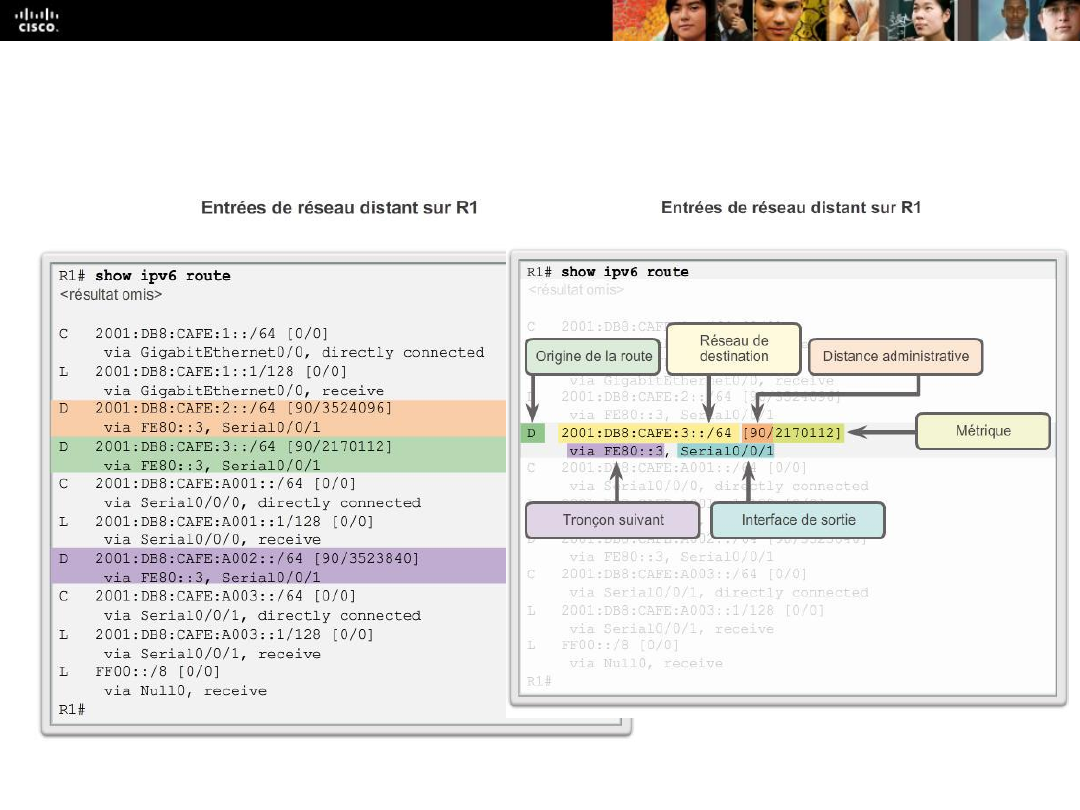 CISCO.
Entrées de réseau distant sur R1
R1# show ipv6 route
<résultat omis>
C 2001:DB8:CAFE:1::/64 [0/0]
via GigabitEthernet0/0, directly connected
L 2001:DB8:CAFE:1::1/128 [0/0]
via GigabitEthernet0/0, receive
D 2001:DB8:CAFE:2::/64 [90/3524096]
via FE80::3, Serial0/0/1
D 2001:DB8:CAFE:3::/64 [90/2170112]
via FE80::3, Serial0/0/1
C 2001:DB8:CAFE:A001::/64 [0/0]
via Serial0/0/0, directly connected
L 2001:DB8:CAFE:A001::1/128 [0/0]
via Serial0/0/0, receive
D 2001:DB8:CAFE:A002::/64 [90/3523840]
via FE80::3, Serial0/0/1
C 2001:DB8:CAFE:A003::/64 [0/0]
via Serial0/0/1, directly connected
L 2001:DB8:CAFE:A003::1/128 [0/0]
via Serial0/0/1, receive
L FF00::/8 [0/0]
via Null0, receive
R1#
Entrées de réseau distant sur R1
R1# show ipv6 route
<résultat omis>
C 2001:DB8:CAFE
Origine de la route
Réseau de
destination
Distance administrative
via GigabitEthernet0/0, receive
D 2001:DB8:CAFE:2::/64 [90/3524096]
via FE80::3, Serial0/0/1
D 2001:DB8:CAFE:3::/64 [90/2170112]
Métrique
via FE80::3, Serial0/0/1
C 2001:DB8:CAFE:A001::/64 [0/0]
via Serial0/0/0, directly connected
Tronçon suivant
Interface de sortie
D 2001:DB8:CAFE:A002::/64 [90/3523840]
via FE80::3, Serial0/0/1
C 2001:DB8:CAFE:A003::/64 [0/0]
via Serial0/0/1, directly connected
L 2001:DB8:CAFE:A003::1/128 [0/0]
via Serial0/0/1, receive
L FF00::/8 [0/0]
via Null0, receive
R1#